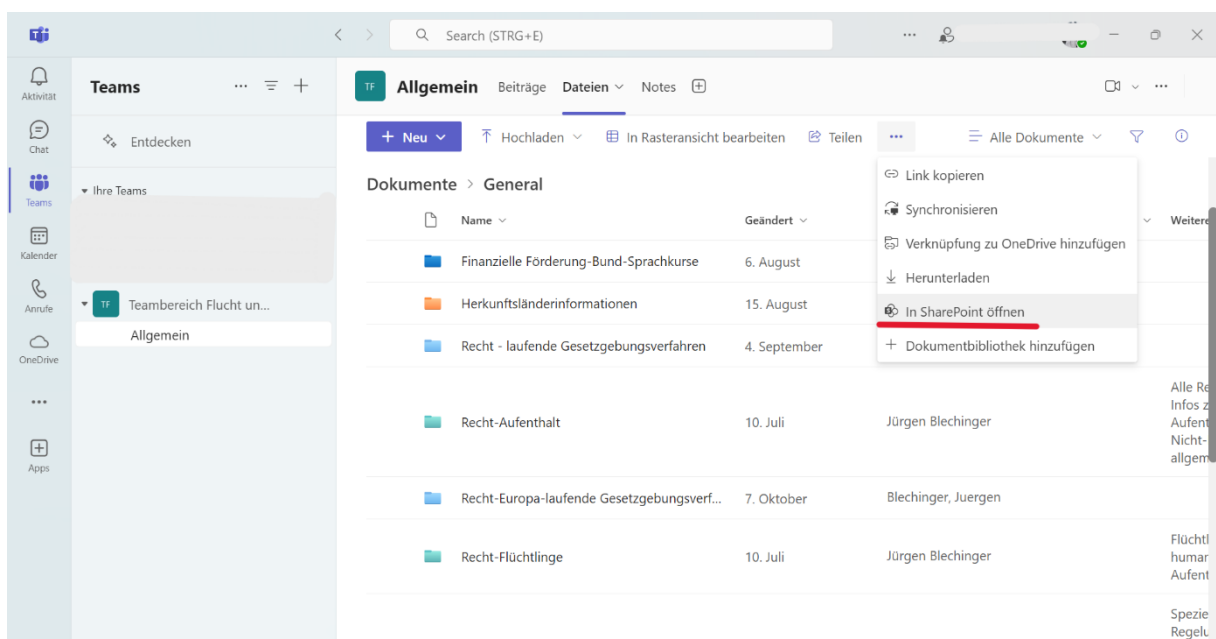 Search (STRG+E)
Aktivität
Chat
Teams
Kalender
Anrufe
OneDrive
Apps
Teams
Entdecken
Ihre Teams
TF Teambereich Flucht un...
Allgemein
TF Allgemein Beiträge Dateien Notes
Neu Hochladen In Rasteransicht bearbeiten Teilen Alle Dokumente
Link kopieren
Synchronisieren
Verknüpfung zu OneDrive hinzufügen
Herunterladen
In SharePoint öffnen
Dokumentbibliothek hinzufügen
Dokumente > General
Name Geändert Weitere
Finanzielle Förderung-Bund-Sprachkurse 6. August
Herkunftsländerinformationen 15. August
Recht - laufende Gesetzgebungsverfahren 4. September
Recht-Aufenthalt 10. Juli Jürgen Blechinger
Alle Re
Infos z
Aufent
Nicht-
allgem
Recht-Europa-laufende Gesetzgebungsverf... 7. Oktober Blechinger, Juergen
Recht-Flüchtlinge 10. Juli Jürgen Blechinger
Flüchtl
humar
Aufent
Spezie
Regelu